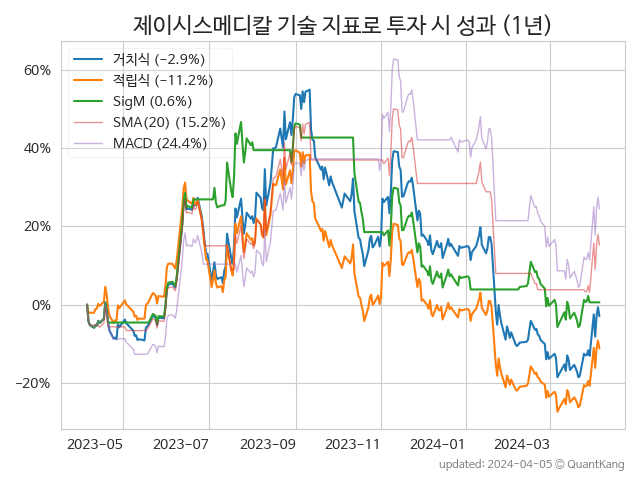 제이시스메디칼 기술 지표로 투자 시 성과 (1년)
거치식 (−2.9%)
적립식 (−11.2%)
SigM (0.6%)
SMA(20) (15.2%)
MACD (24.4%)
60%
40%
20%
0%
−20%
2023−05 2023−07 2023−09 2023−11 2024−01 2024−03
updated: 2024−04−05 © QuantKang